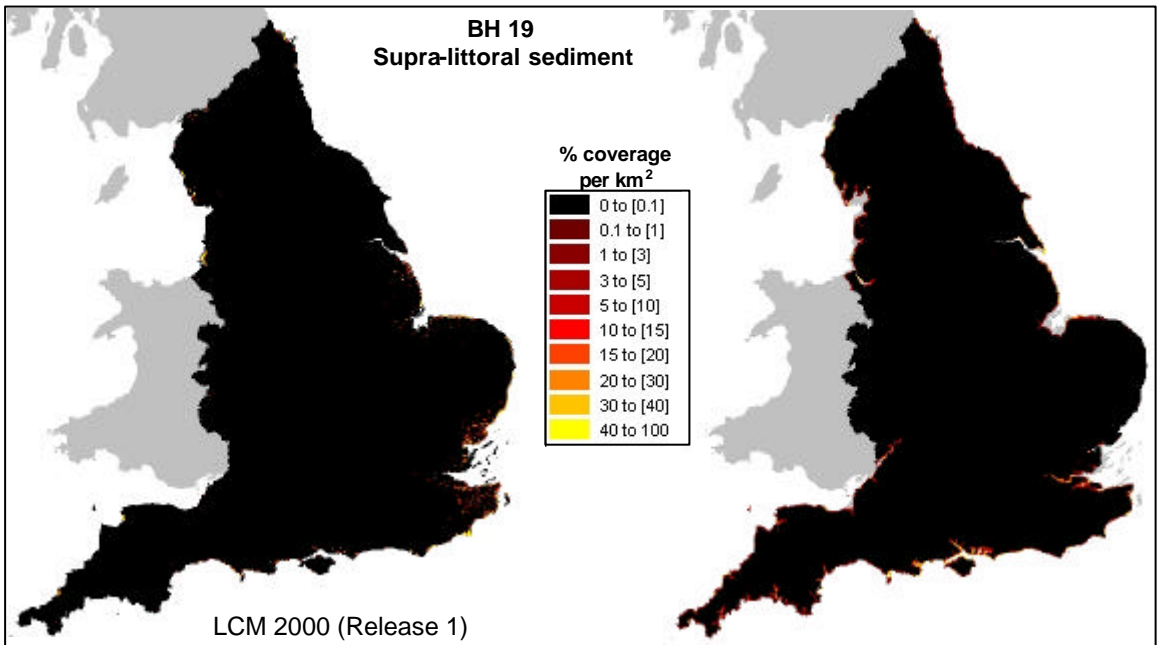 BH 19
Supra-littoral sediment
% coverage
per km²
0 to [0.1]
0.1 to [1]
1 to [3]
3 to [5]
5 to [10]
10 to [15]
15 to [20]
20 to [30]
30 to [40]
40 to 100
LCM 2000 (Release 1)